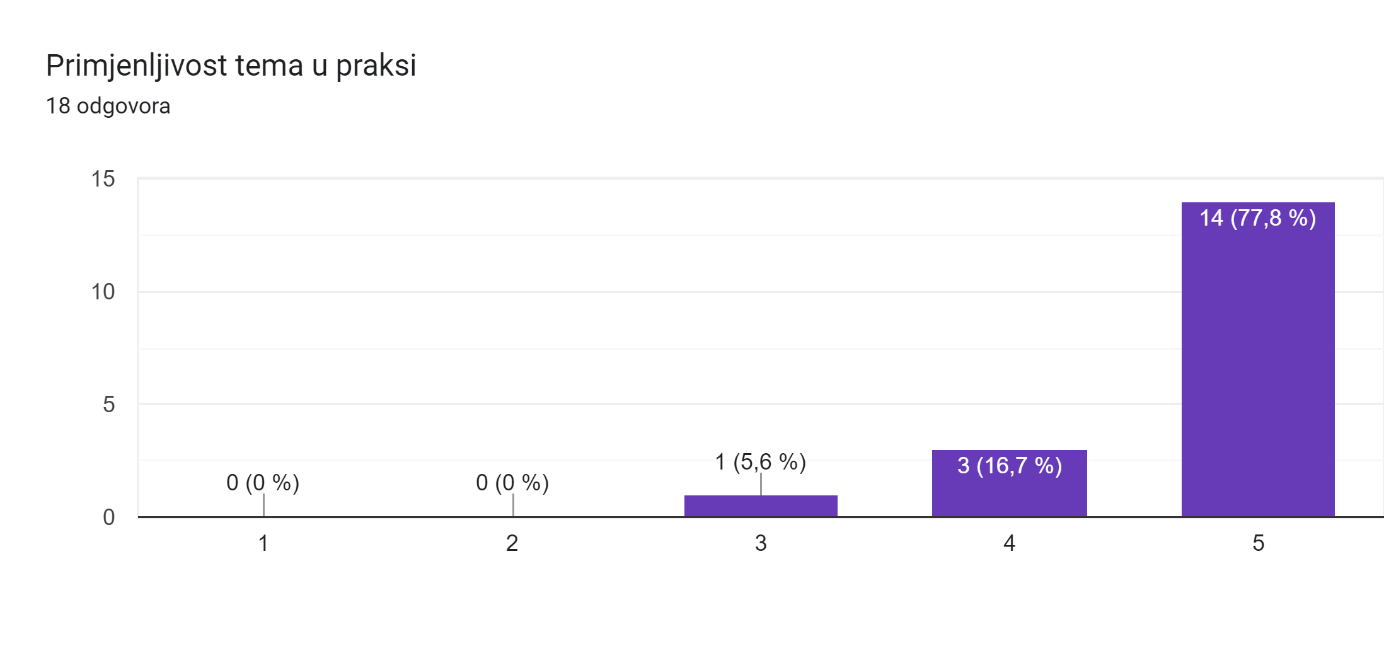 Primjenljivost tema u praksi
18 odgovora
15
10
5
0
0 (0 %)
0 (0 %)
1 (5,6 %)
3 (16,7 %)
14 (77,8 %)
1
2
3
4
5